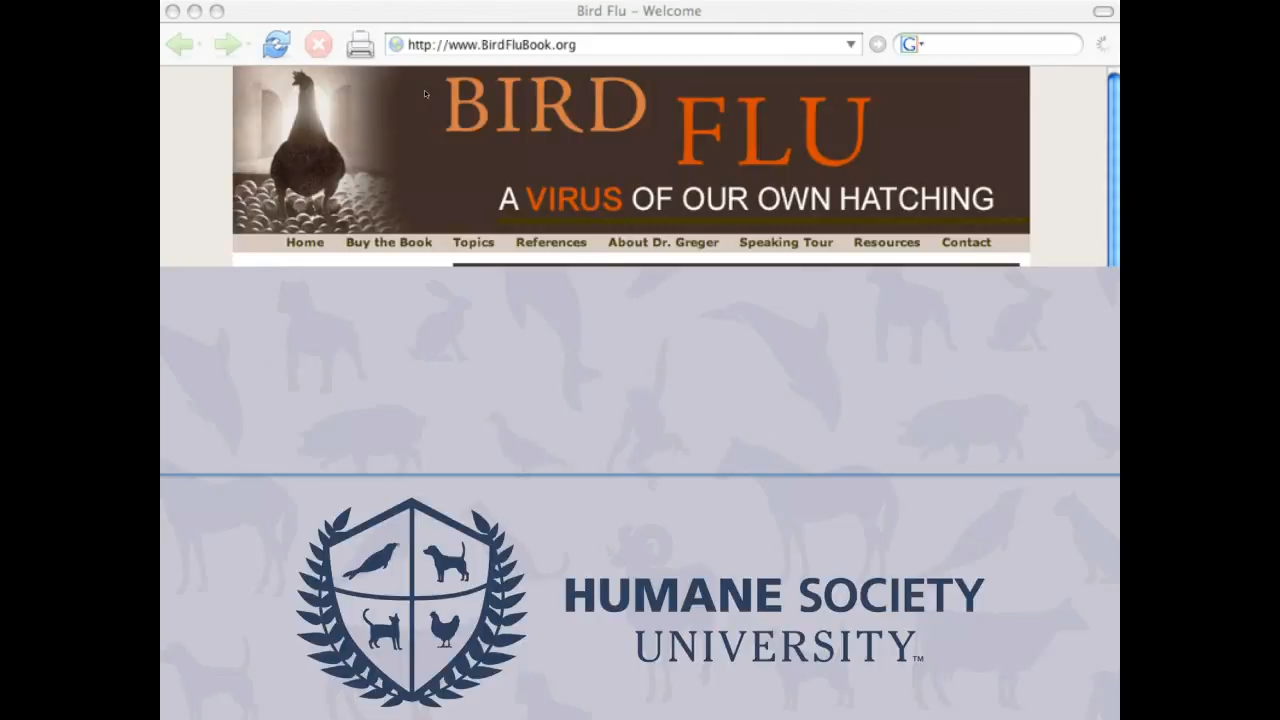 Bird Flu – Welcome
http://www.BirdFluBook.org
G
BIRD FLU
A VIRUS OF OUR OWN HATCHING
Home Buy the Book Topics References About Dr. Greger Speaking Tour Resources Contact
HUMANE SOCIETY
UNIVERSITY™